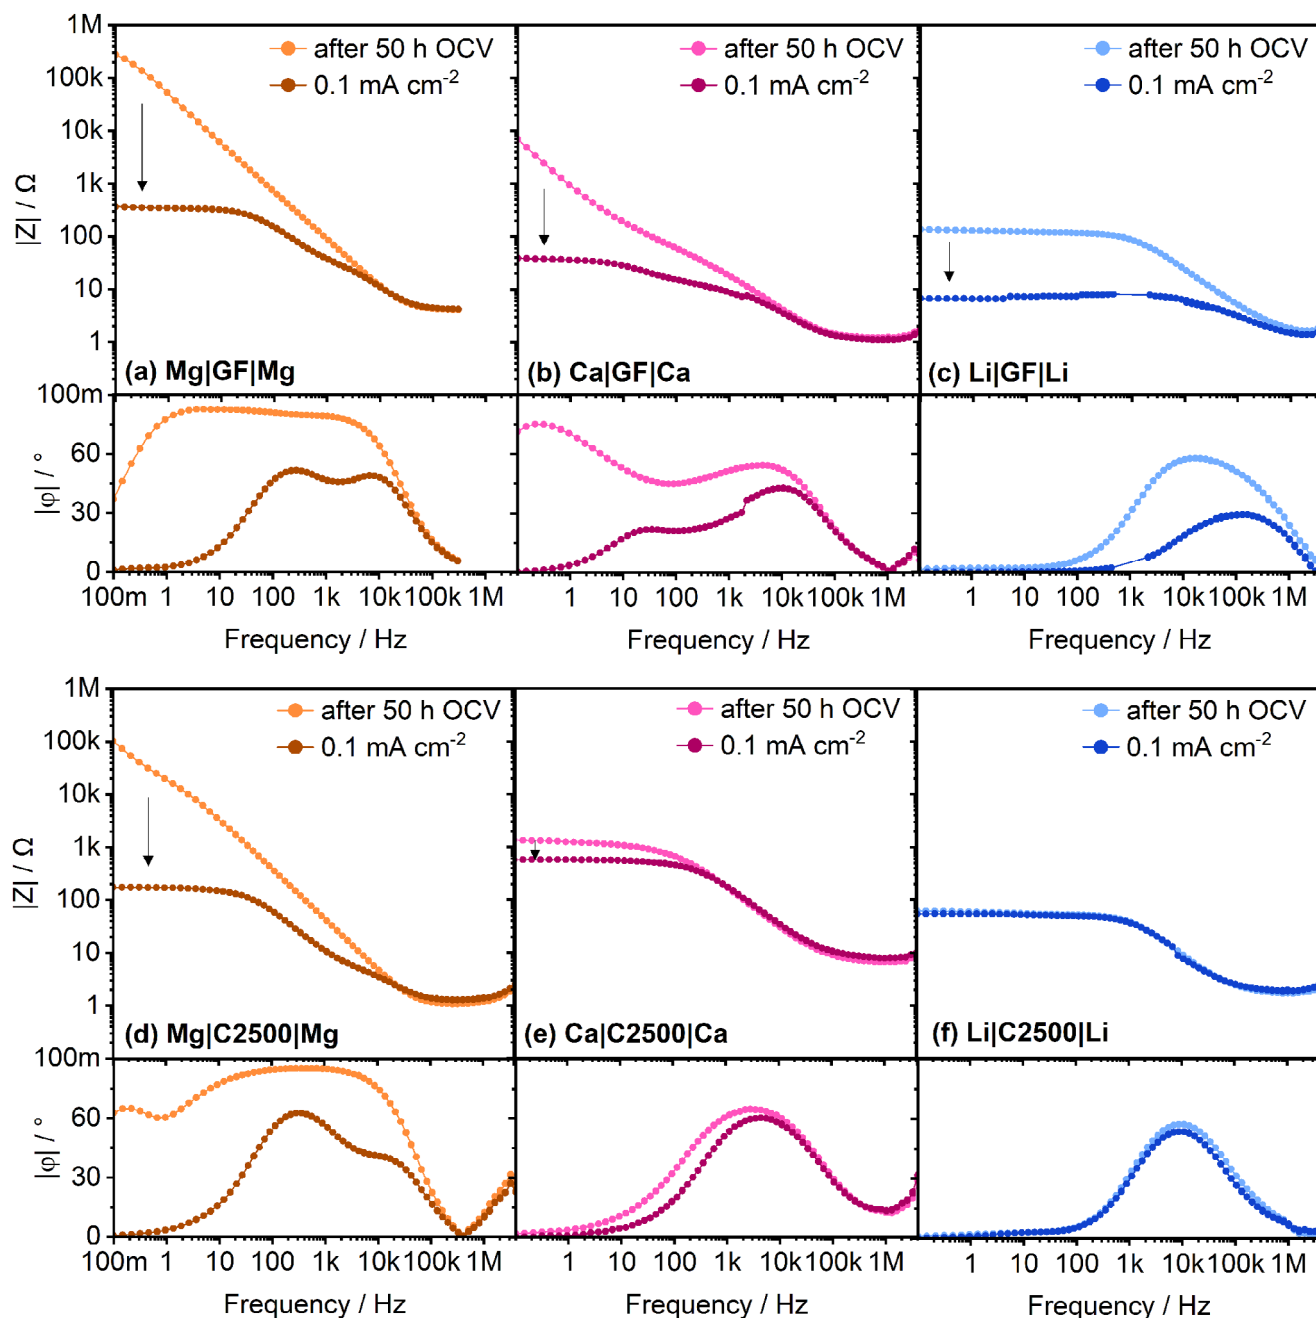 1M
100k
10k
1k
100
10
1
|Z| / Ω
after 50 h OCV
0.1 mA cm⁻²
(a) Mg|GF|Mg
after 50 h OCV
0.1 mA cm⁻²
(b) Ca|GF|Ca
after 50 h OCV
0.1 mA cm⁻²
(c) Li|GF|Li
100m
60
30
0
|φ| / °
100m 1 10 100 1k 10k 100k 1M
1 10 100 1k 10k 100k 1M
1 10 100 1k 10k 100k 1M
Frequency / Hz
Frequency / Hz
Frequency / Hz
1M
100k
10k
1k
100
10
1
|Z| / Ω
after 50 h OCV
0.1 mA cm⁻²
(d) Mg|C2500|Mg
after 50 h OCV
0.1 mA cm⁻²
(e) Ca|C2500|Ca
after 50 h OCV
0.1 mA cm⁻²
(f) Li|C2500|Li
100m
60
30
0
|φ| / °
100m 1 10 100 1k 10k 100k 1M
1 10 100 1k 10k 100k 1M
1 10 100 1k 10k 100k 1M
Frequency / Hz
Frequency / Hz
Frequency / Hz